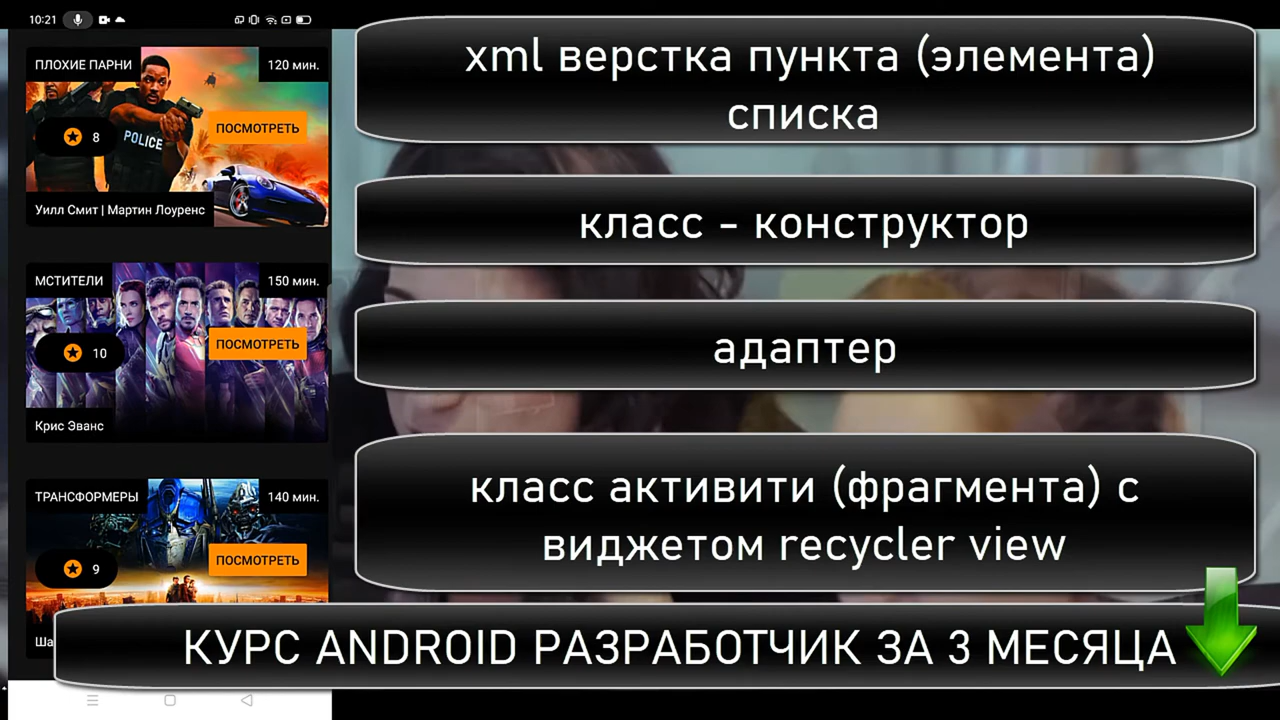 10:21
ПЛОХИЕ ПАРНИ
120 мин.
POLICE
8
ПОСМОТРЕТЬ
Уилл Смит | Мартин Лоуренс
МСТИТЕЛИ
150 мин.
10
ПОСМОТРЕТЬ
Крис Эванс
ТРАНСФОРМЕРЫ
140 мин.
9
ПОСМОТРЕТЬ
xml верстка пункта (элемента)
списка
класс - конструктор
адаптер
класс активити (фрагмента) с
виджетом recycler view
КУРС ANDROID РАЗРАБОТЧИК ЗА 3 МЕСЯЦА